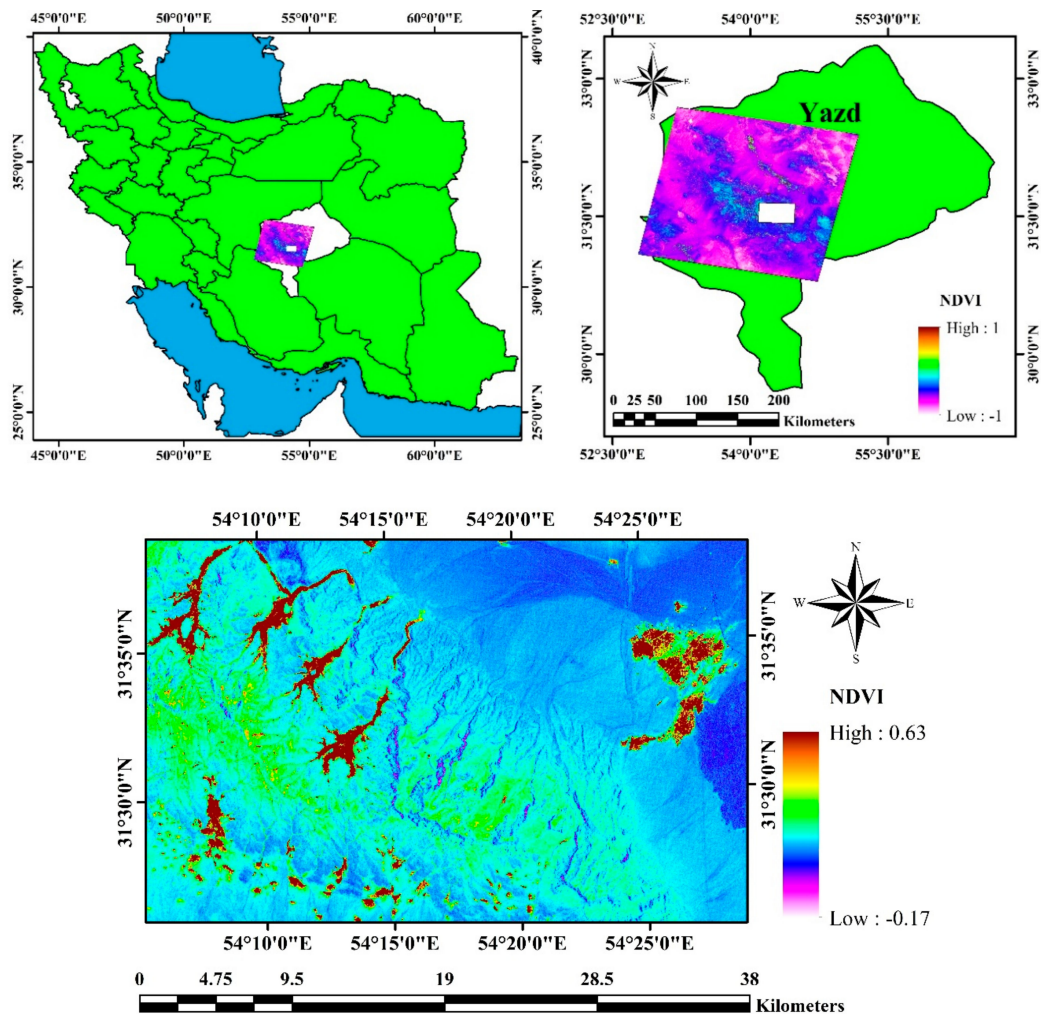 45°0'0"E 50°0'0"E 55°0'0"E 60°0'0"E
40°0'0"N
35°0'0"N 35°0'0"N
30°0'0"N 30°0'0"N
25°0'0"N 25°0'0"N
45°0'0"E 50°0'0"E 55°0'0"E 60°0'0"E
52°30'0"E 54°0'0"E 55°30'0"E
33°0'0"N 33°0'0"N
N
W E
S
Yazd
31°30'0"N 31°30'0"N
NDVI
High : 1
Low : -1
30°0'0"N 30°0'0"N
0 25 50 100 150 200
Kilometers
52°30'0"E 54°0'0"E 55°30'0"E
54°10'0"E 54°15'0"E 54°20'0"E 54°25'0"E
N
W E
S
31°35'0"N 31°35'0"N
31°30'0"N 31°30'0"N
NDVI
High : 0.63
Low : -0.17
54°10'0"E 54°15'0"E 54°20'0"E 54°25'0"E
0 4.75 9.5 19 28.5 38
Kilometers